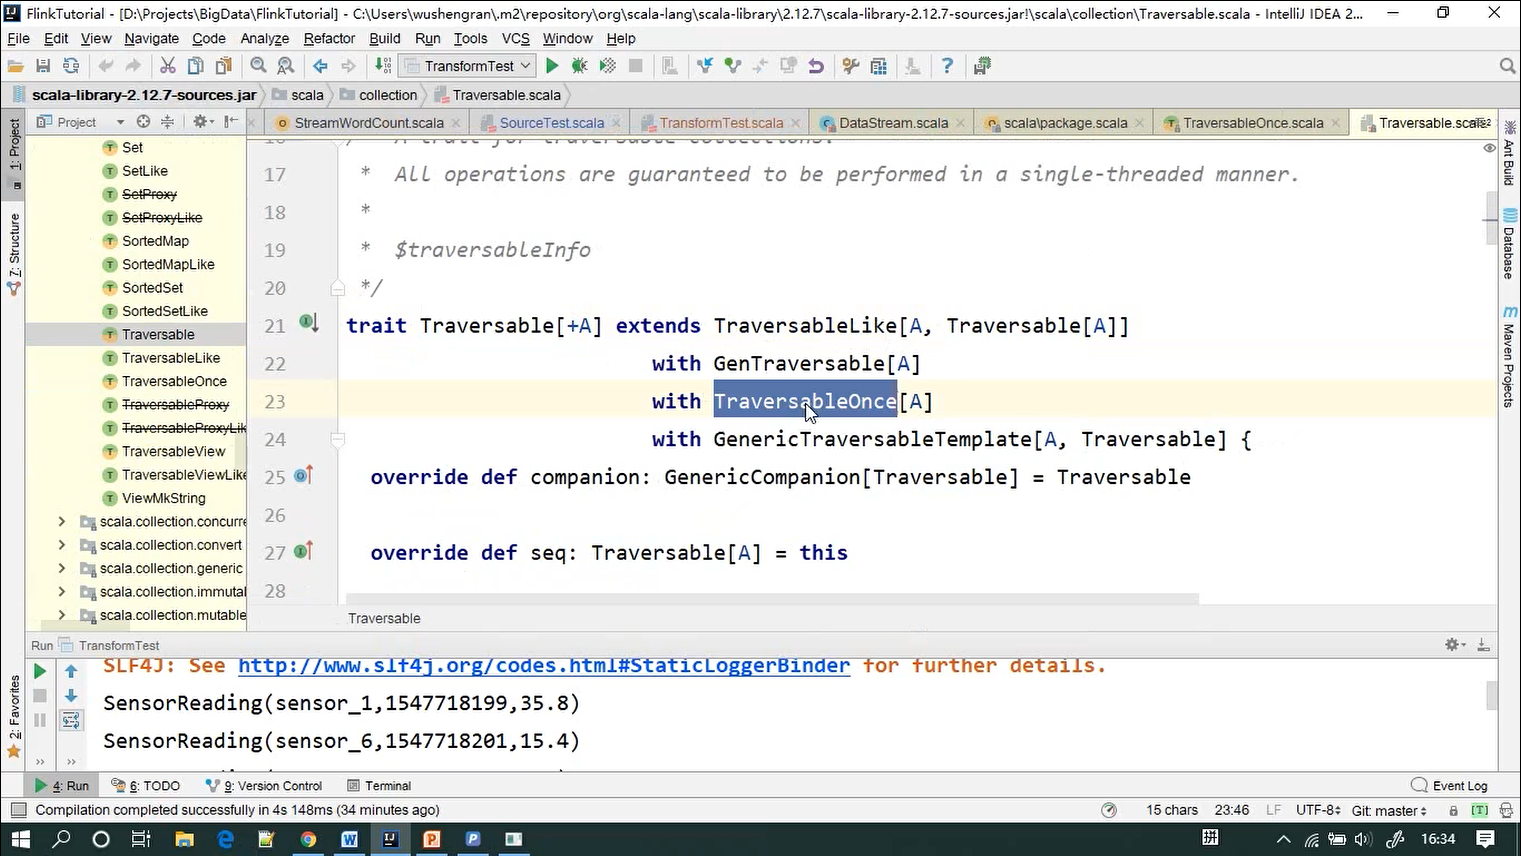 FlinkTutorial - [D:\Projects\BigData\FlinkTutorial] - C:\Users\wushengran\.m2\repository\org\scala-lang\scala-library\2.12.7\scala-library-2.12.7-sources.jar!\scala\collection\Traversable.scala - IntelliJ IDEA 2...
File Edit View Navigate Code Analyze Refactor Build Run Tools VCS Window Help
TransformTest
scala-library-2.12.7-sources.jar scala collection Traversable.scala
Project
StreamWordCount.scala SourceTest.scala TransformTest.scala DataStream.scala scala\package.scala TraversableOnce.scala Traversable.scala
1: Project
7: Structure
2: Favorites
Set
SetLike
SetProxy
SetProxyLike
SortedMap
SortedMapLike
SortedSet
SortedSetLike
Traversable
TraversableLike
TraversableOnce
TraversableProxy
TraversableProxyLik
TraversableView
TraversableViewLike
ViewMkString
scala.collection.concurre
scala.collection.convert
scala.collection.generic
scala.collection.immutal
scala.collection.mutable
17 * All operations are guaranteed to be performed in a single-threaded manner.
18 *
19 * $traversableInfo
20 */
21 trait Traversable[+A] extends TraversableLike[A, Traversable[A]]
22 with GenTraversable[A]
23 with TraversableOnce[A]
24 with GenericTraversableTemplate[A, Traversable] {
25 override def companion: GenericCompanion[Traversable] = Traversable
26
27 override def seq: Traversable[A] = this
28
Traversable
Ant Build
Database
Maven Projects
Run TransformTest
SLF4J: See http://www.slf4j.org/codes.html#StaticLoggerBinder for further details.
SensorReading(sensor_1,1547718199,35.8)
SensorReading(sensor_6,1547718201,15.4)
4: Run 6: TODO 9: Version Control Terminal Event Log
Compilation completed successfully in 4s 148ms (34 minutes ago) 15 chars 23:46 LF UTF-8 Git: master
拼 16:34